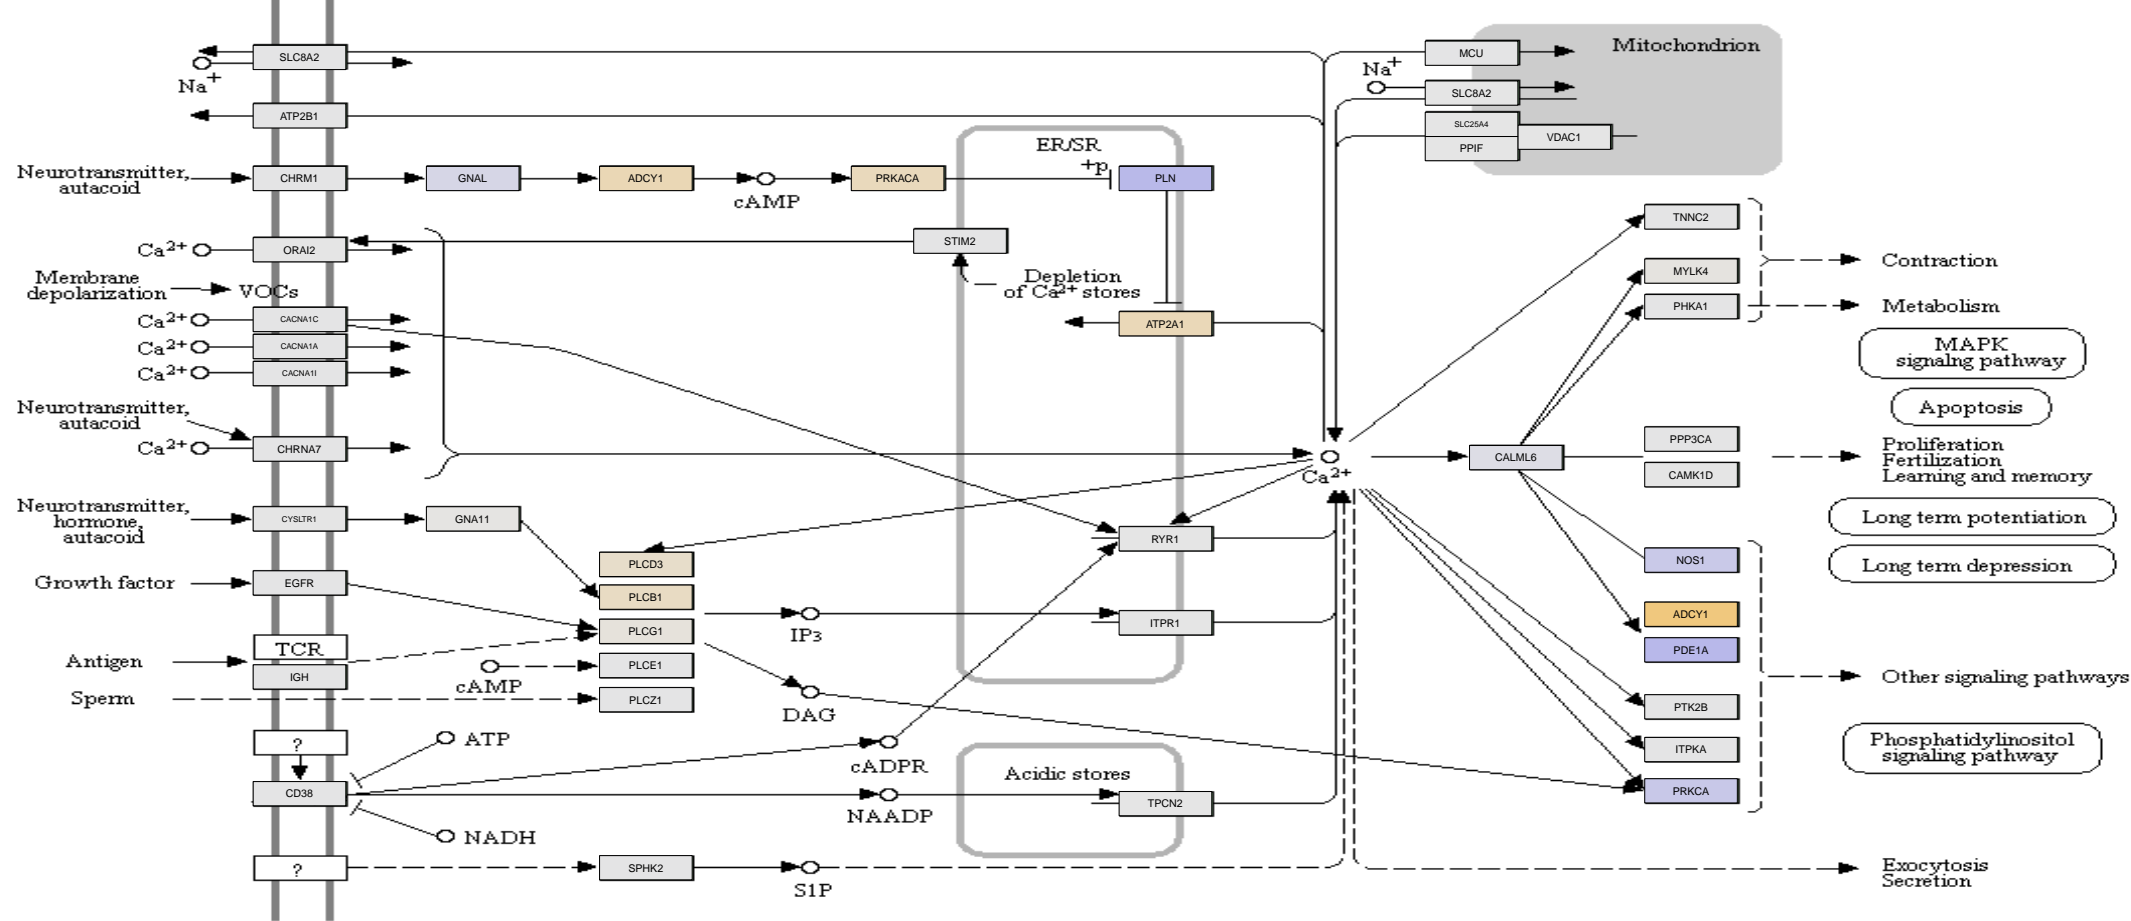 SLC8A2
Na+
ATP2B1
Neurotransmitter,
autacoid
CHRM1
GNAL
ADCY1
cAMP
PRKACA
ER/SR
+p
PLN
MCU
Mitochondrion
Na+
SLC8A2
SLC25A4
PPIF
VDAC1
Ca2+
ORAI2
STIM2
Depletion
of Ca2+ stores
Membrane
depolarization
VOCs
Ca2+
CACNA1C
Ca2+
CACNA1A
Ca2+
CACNA1I
ATP2A1
Neurotransmitter,
autacoid
Ca2+
CHRNA7
Neurotransmitter,
hormone,
autacoid
CYSLTR1
GNA11
Growth factor
EGFR
Antigen
TCR
IGH
Sperm
PLCD3
PLCB1
PLCG1
cAMP
PLCE1
PLCZ1
IP3
DAG
RYR1
ITPR1
Ca2+
CALML6
TNNC2
MYLK4
PHKA1
Contraction
Metabolism
MAPK
signalng pathway
Apoptosis
PPP3CA
CAMK1D
Proliferation
Fertilization
Learning and memory
Long term potentiation
Long term depression
NOS1
ADCY1
PDE1A
PTK2B
ITPKA
PRKCA
Other signaling pathways
Phosphatidylinositol
signaling pathway
?
ATP
CD38
NADH
cADPR
NAADP
Acidic stores
TPCN2
?
SPHK2
S1P
Exocytosis
Secretion